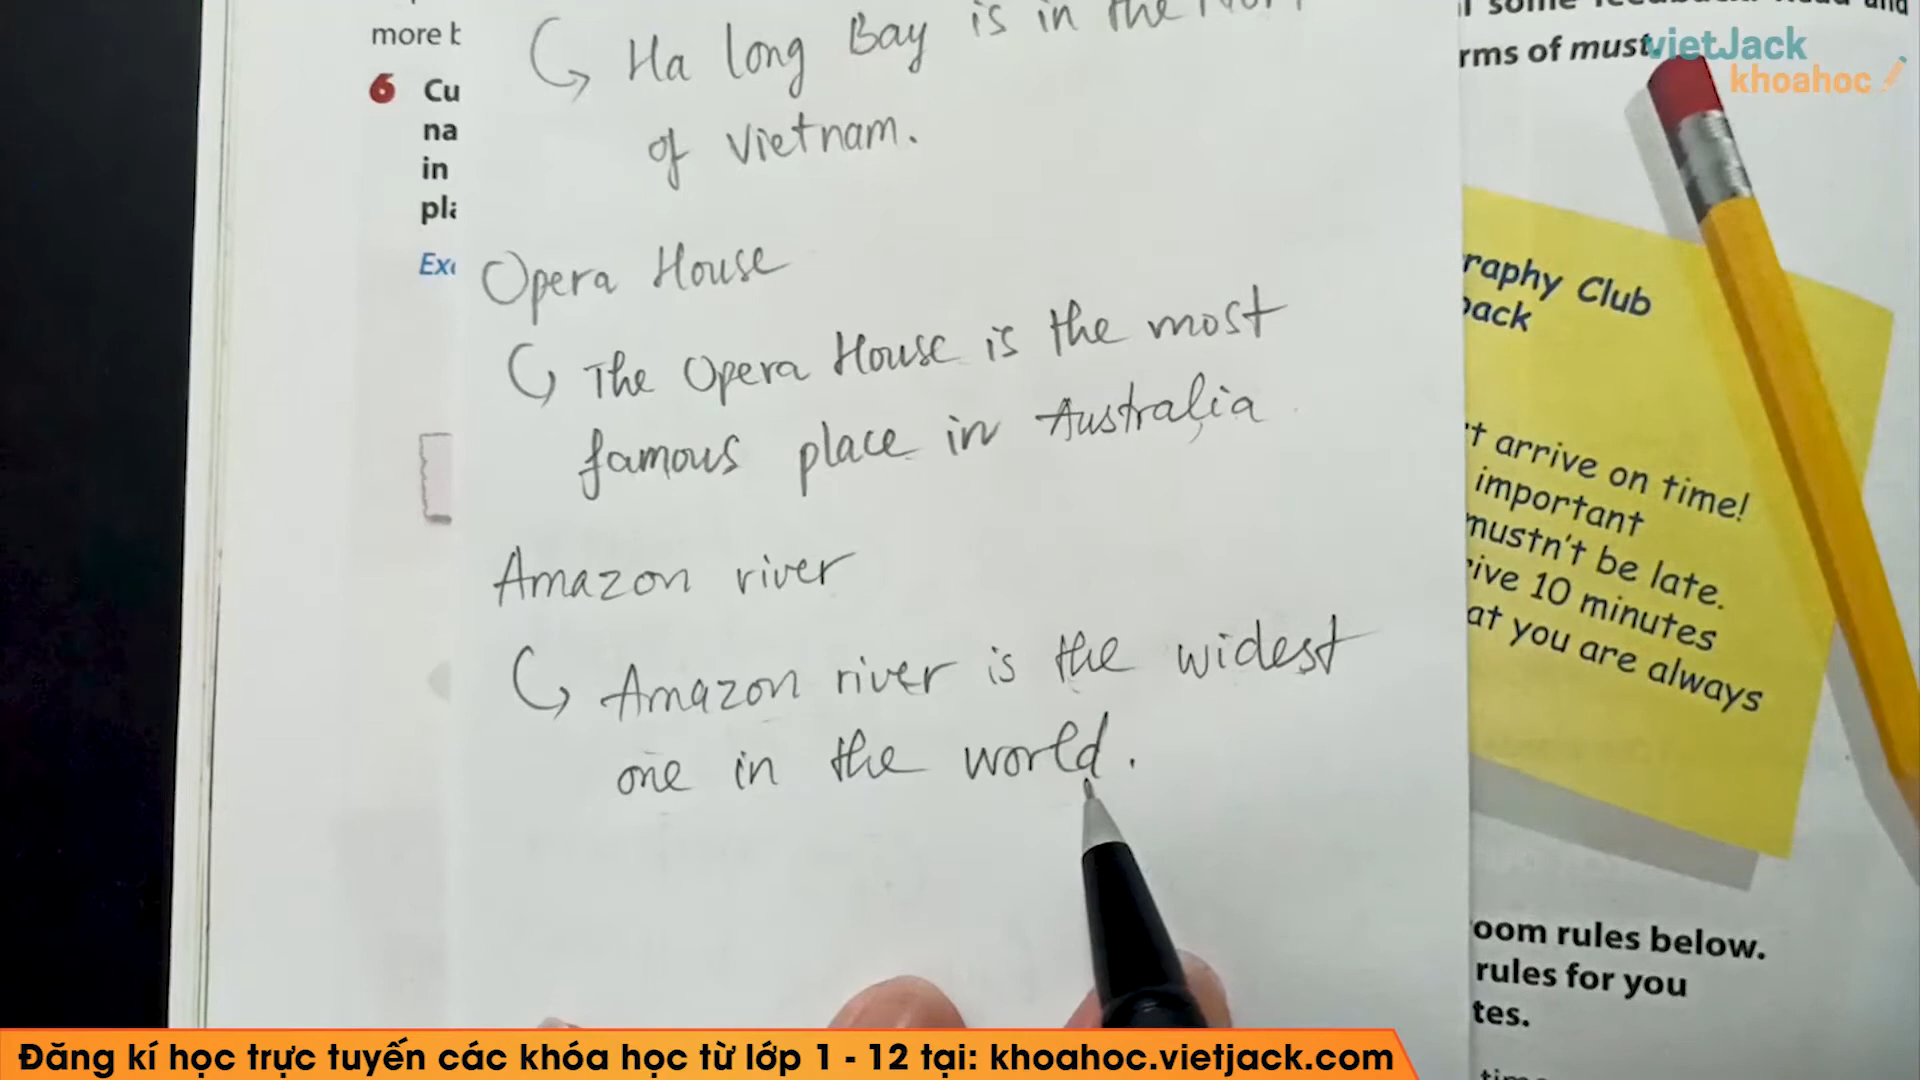 more
6 Cu
na
in
pla
Ha long Bay is in the
of Vietnam.
Opera House
The Opera House is the most
famous place in Australia
Amazon river
Amazon river is the widest
one in the world.
vietJack
khoahoc
rms of must.
raphy Club
back
't arrive on time!
important
mustn't be late.
ive 10 minutes
at you are always
oom rules below.
rules for you
tes.
Đăng kí học trực tuyến các khóa học từ lớp 1 - 12 tại: khoahoc.vietjack.com